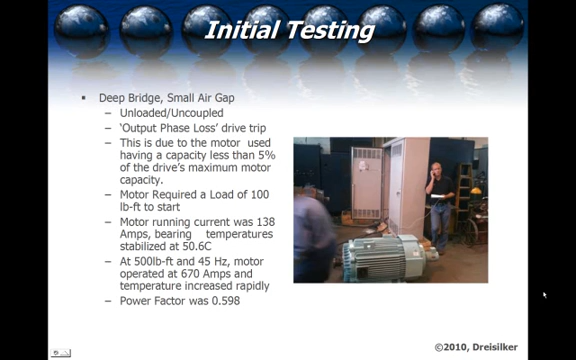 Initial Testing
▪ Deep Bridge, Small Air Gap
– Unloaded/Uncoupled
– ‘Output Phase Loss’ drive trip
– This is due to the motor used
having a capacity less than 5%
of the drive’s maximum motor
capacity.
– Motor Required a Load of 100
lb-ft to start
– Motor running current was 138
Amps, bearing temperatures
stabilized at 50.6C
– At 500lb-ft and 45 Hz, motor
operated at 670 Amps and
temperature increased rapidly
– Power Factor was 0.598
©2010, Dreisilker